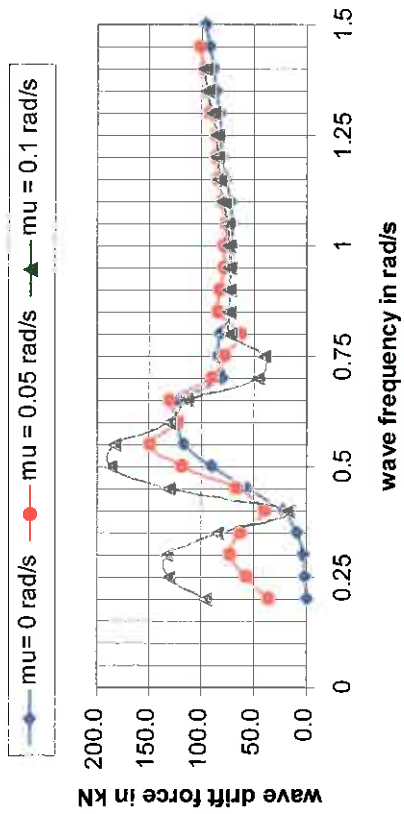 mu= 0 rad/s mu = 0.05 rad/s mu = 0.1 rad/s
200.0
150.0
100.0
50.0
0.0
wave drift force in kN
0 0.25 0.5 0.75 1 1.25 1.5
wave frequency in rad/s